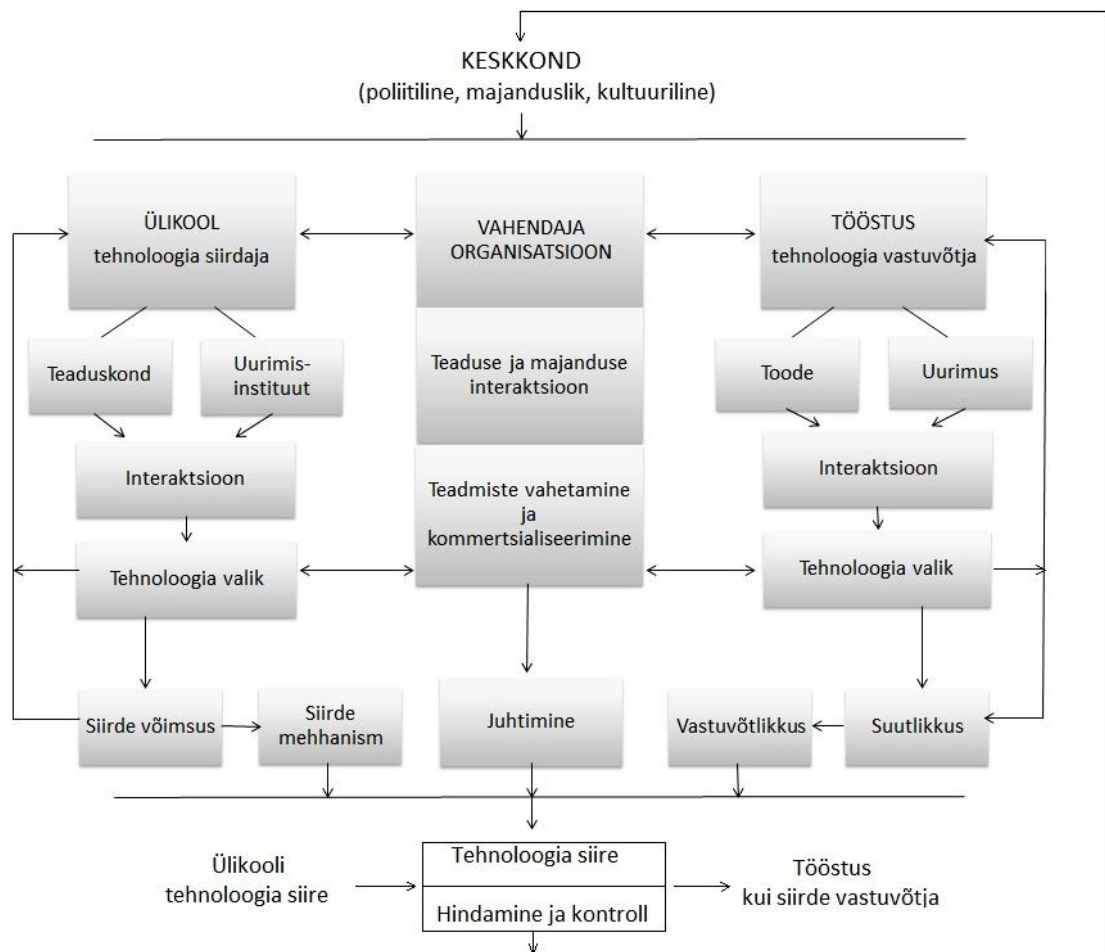 KESKKOND
(poliitiline, majanduslik, kultuuriline)
ÜLIKOOL
tehnoloogia siirdaja
VAHENDAJA
ORGANISATSIOON
TÖÖSTUS
tehnoloogia vastuvõtja
Teaduskond
Uurimis-
instituut
Teaduse ja majanduse
interaktsioon
Toode
Uurimus
Interaktsioon
Teadmiste vahetamine
ja
kommertsialiseerimine
Interaktsioon
Tehnoloogia valik
Tehnoloogia valik
Siirde võimsus
Siirde
mehhanism
Juhtimine
Vastuvõtlikkus
Suutlikkus
Ülikooli
tehnoloogia siire
Tehnoloogia siire
Hindamine ja kontroll
Tööstus
kui siirde vastuvõtja